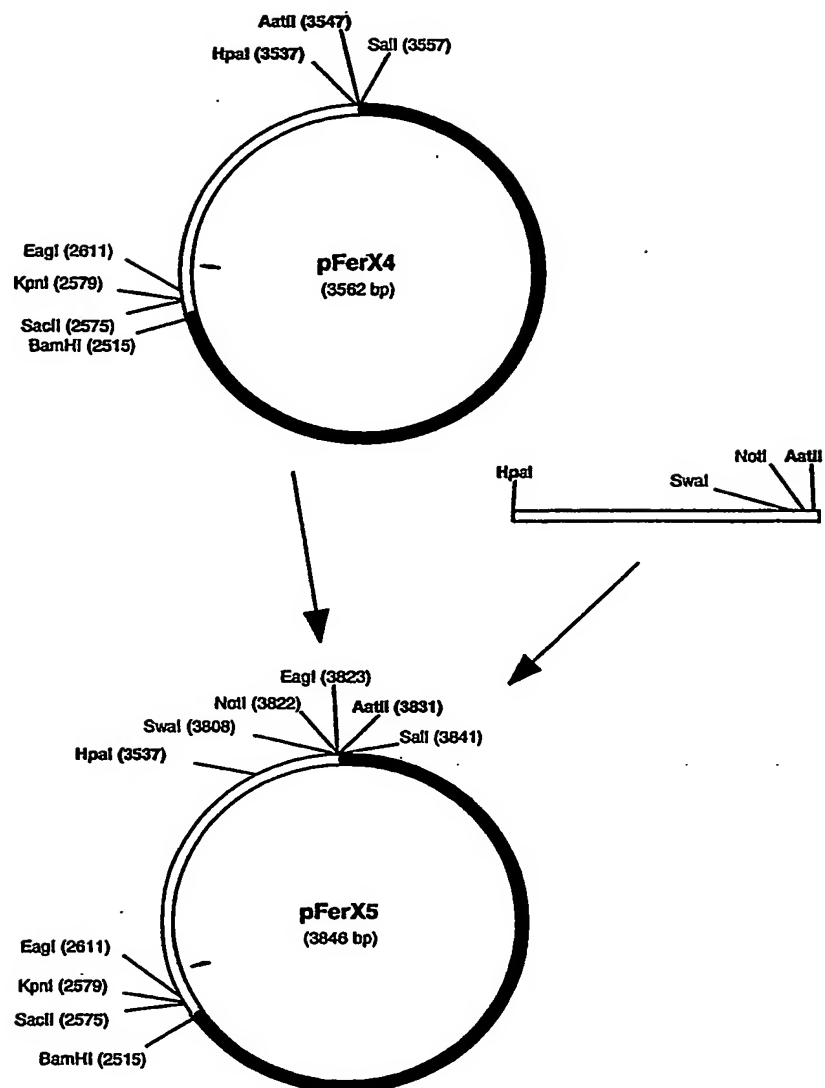 AatII (3547)
HpaI (3537)
SalI (3557)
EagI (2611)
KpnI (2579)
SacII (2575)
BamHI (2515)
pFerX4
(3562 bp)
HpaI
SwaI
NotI
AatII
EagI (3823)
NotI (3822)
AatII (3831)
SwaI (3808)
SalI (3841)
HpaI (3537)
pFerX5
(3846 bp)
EagI (2611)
KpnI (2579)
SacII (2575)
BamHI (2515)